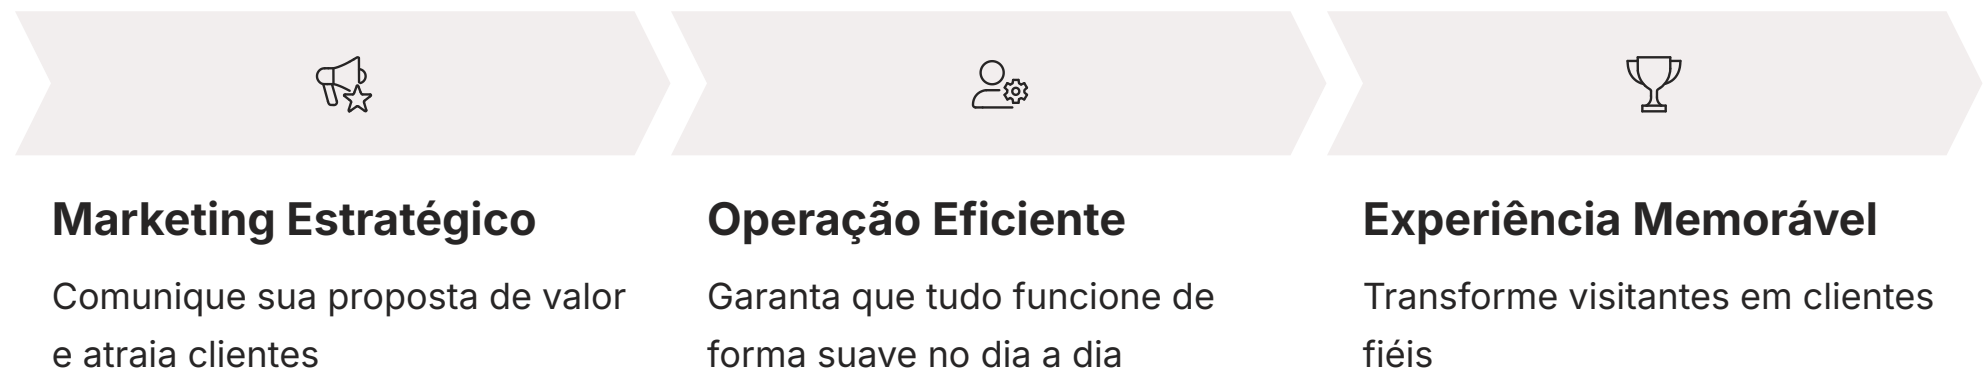 Marketing Estratégico
Comunique sua proposta de valor
e atraia clientes
Operação Eficiente
Garanta que tudo funcione de
forma suave no dia a dia
Experiência Memorável
Transforme visitantes em clientes
fiéis